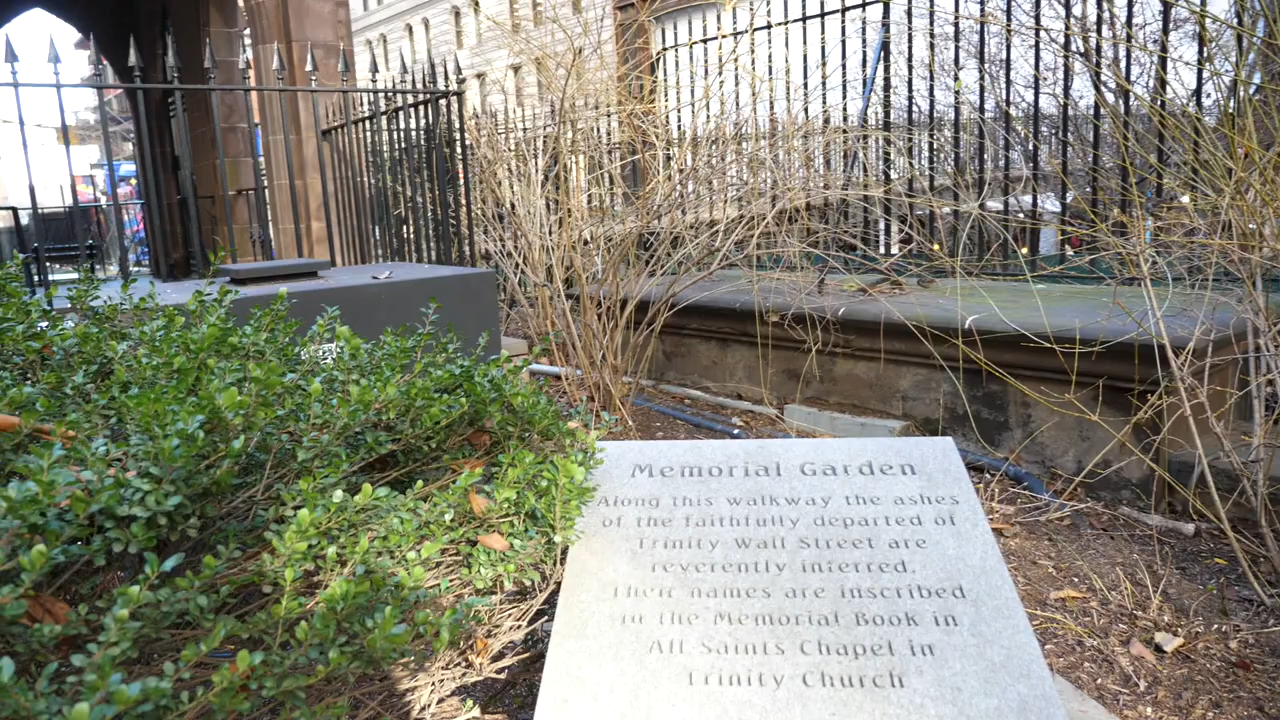 Memorial Garden
Along this walkway the ashes
of the faithfully departed of
Trinity Wall Street are
reverently interred.
Their names are inscribed
in the Memorial Book in
All Saints Chapel in
Trinity Church